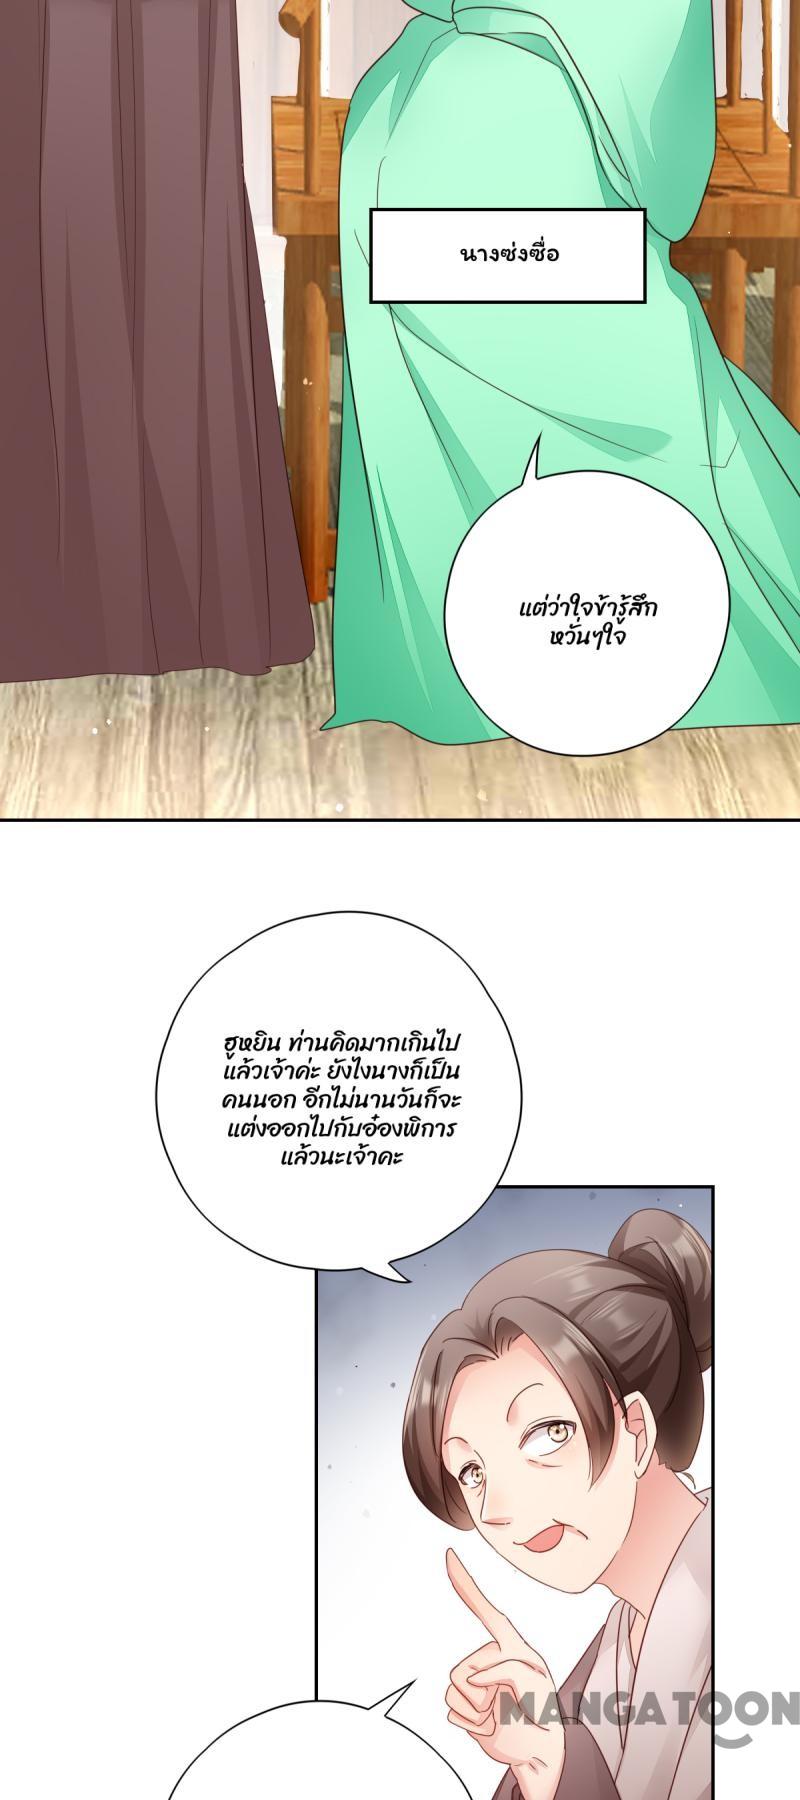 นางซ่งซื่อ
แต่ว่าใจข้ารู้สึก
หวั่นๆใจ
ฮูหยิน ท่านคิดมากเกินไป
แล้วเจ้าค่ะ ยังไงนางก็เป็น
คนนอก อีกไม่นานวันก็จะ
แต่งออกไปกับอ๋องพิการ
แล้วนะเจ้าคะ
MANGATOON